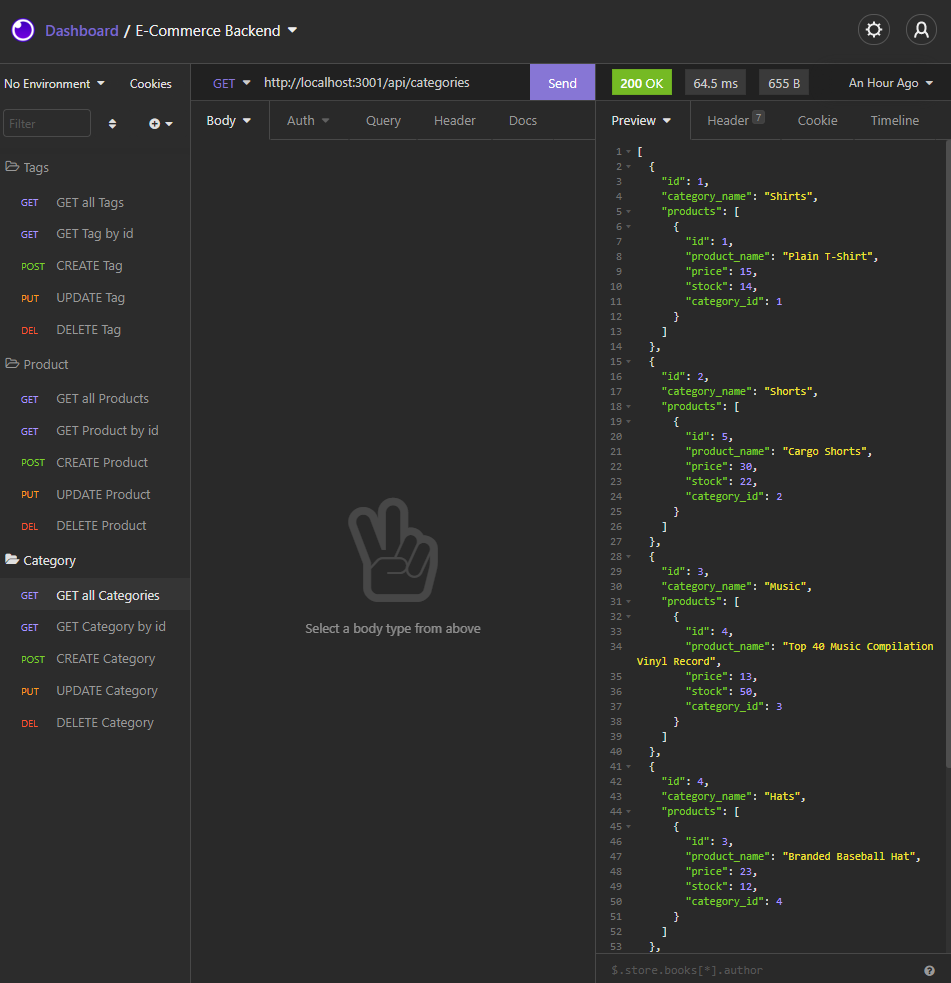 Dashboard / E-Commerce Backend
No Environment
Cookies
Filter
Tags
GET GET all Tags
GET GET Tag by id
POST CREATE Tag
PUT UPDATE Tag
DEL DELETE Tag
Product
GET GET all Products
GET GET Product by id
POST CREATE Product
PUT UPDATE Product
DEL DELETE Product
Category
GET GET all Categories
GET GET Category by id
POST CREATE Category
PUT UPDATE Category
DEL DELETE Category
GET http://localhost:3001/api/categories Send
Body Auth Query Header Docs
Select a body type from above
200 OK 64.5 ms 655 B An Hour Ago
Preview Header 7 Cookie Timeline
1 [
2 {
3 "id": 1,
4 "category_name": "Shirts",
5 "products": [
6 {
7 "id": 1,
8 "product_name": "Plain T-Shirt",
9 "price": 15,
10 "stock": 14,
11 "category_id": 1
12 }
13 ]
14 },
15 {
16 "id": 2,
17 "category_name": "Shorts",
18 "products": [
19 {
20 "id": 5,
21 "product_name": "Cargo Shorts",
22 "price": 30,
23 "stock": 22,
24 "category_id": 2
25 }
26 ]
27 },
28 {
29 "id": 3,
30 "category_name": "Music",
31 "products": [
32 {
33 "id": 4,
34 "product_name": "Top 40 Music Compilation
Vinyl Record",
35 "price": 13,
36 "stock": 50,
37 "category_id": 3
38 }
39 ]
40 },
41 {
42 "id": 4,
43 "category_name": "Hats",
44 "products": [
45 {
46 "id": 3,
47 "product_name": "Branded Baseball Hat",
48 "price": 23,
49 "stock": 12,
50 "category_id": 4
51 }
52 ]
53 },
$.store.books[*].author